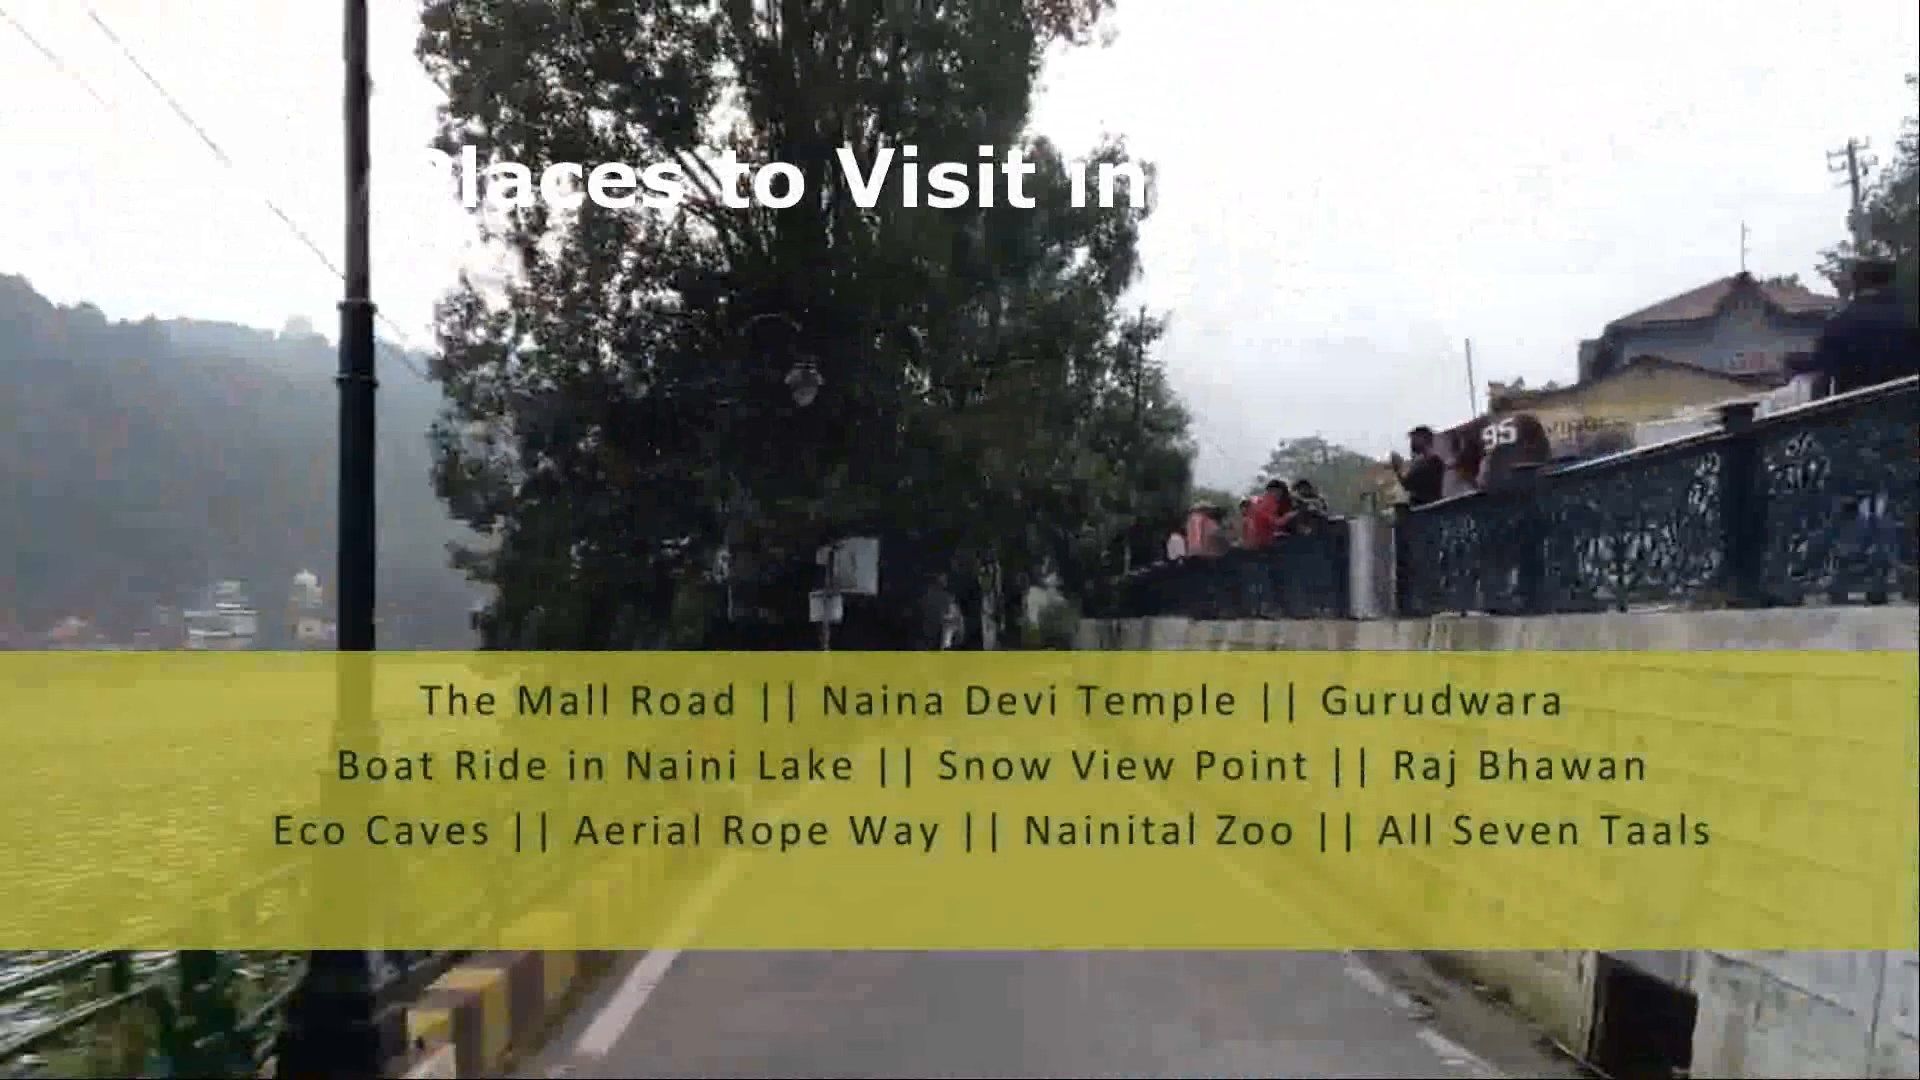 Places to Visit in
95
The Mall Road || Naina Devi Temple || Gurudwara
Boat Ride in Naini Lake || Snow View Point || Raj Bhawan
Eco Caves || Aerial Rope Way || Nainital Zoo || All Seven Taals